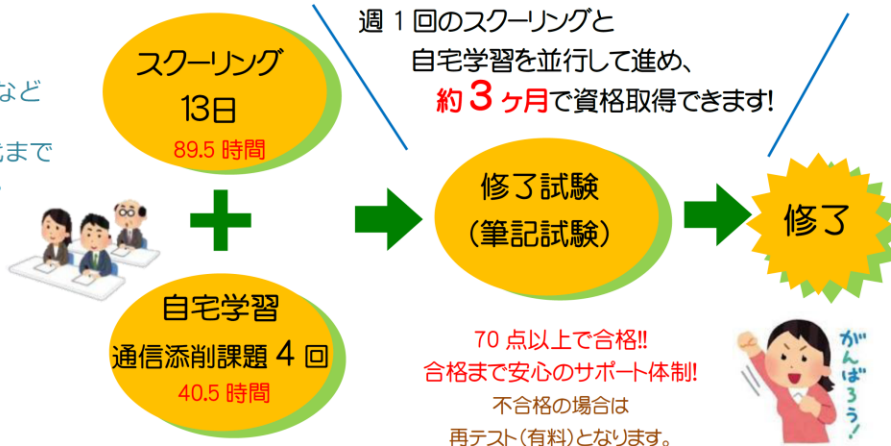 週1回のスクーリングと
自宅学習を並行して進め、
約3ヶ月で資格取得できます!
など
まで
スクーリング
13日
89.5時間
自宅学習
通信添削課題4回
40.5時間
修了試験
(筆記試験)
修了
70点以上で合格!!
合格まで安心のサポート体制!
不合格の場合は
再テスト(有料)となります。
がんばろう!